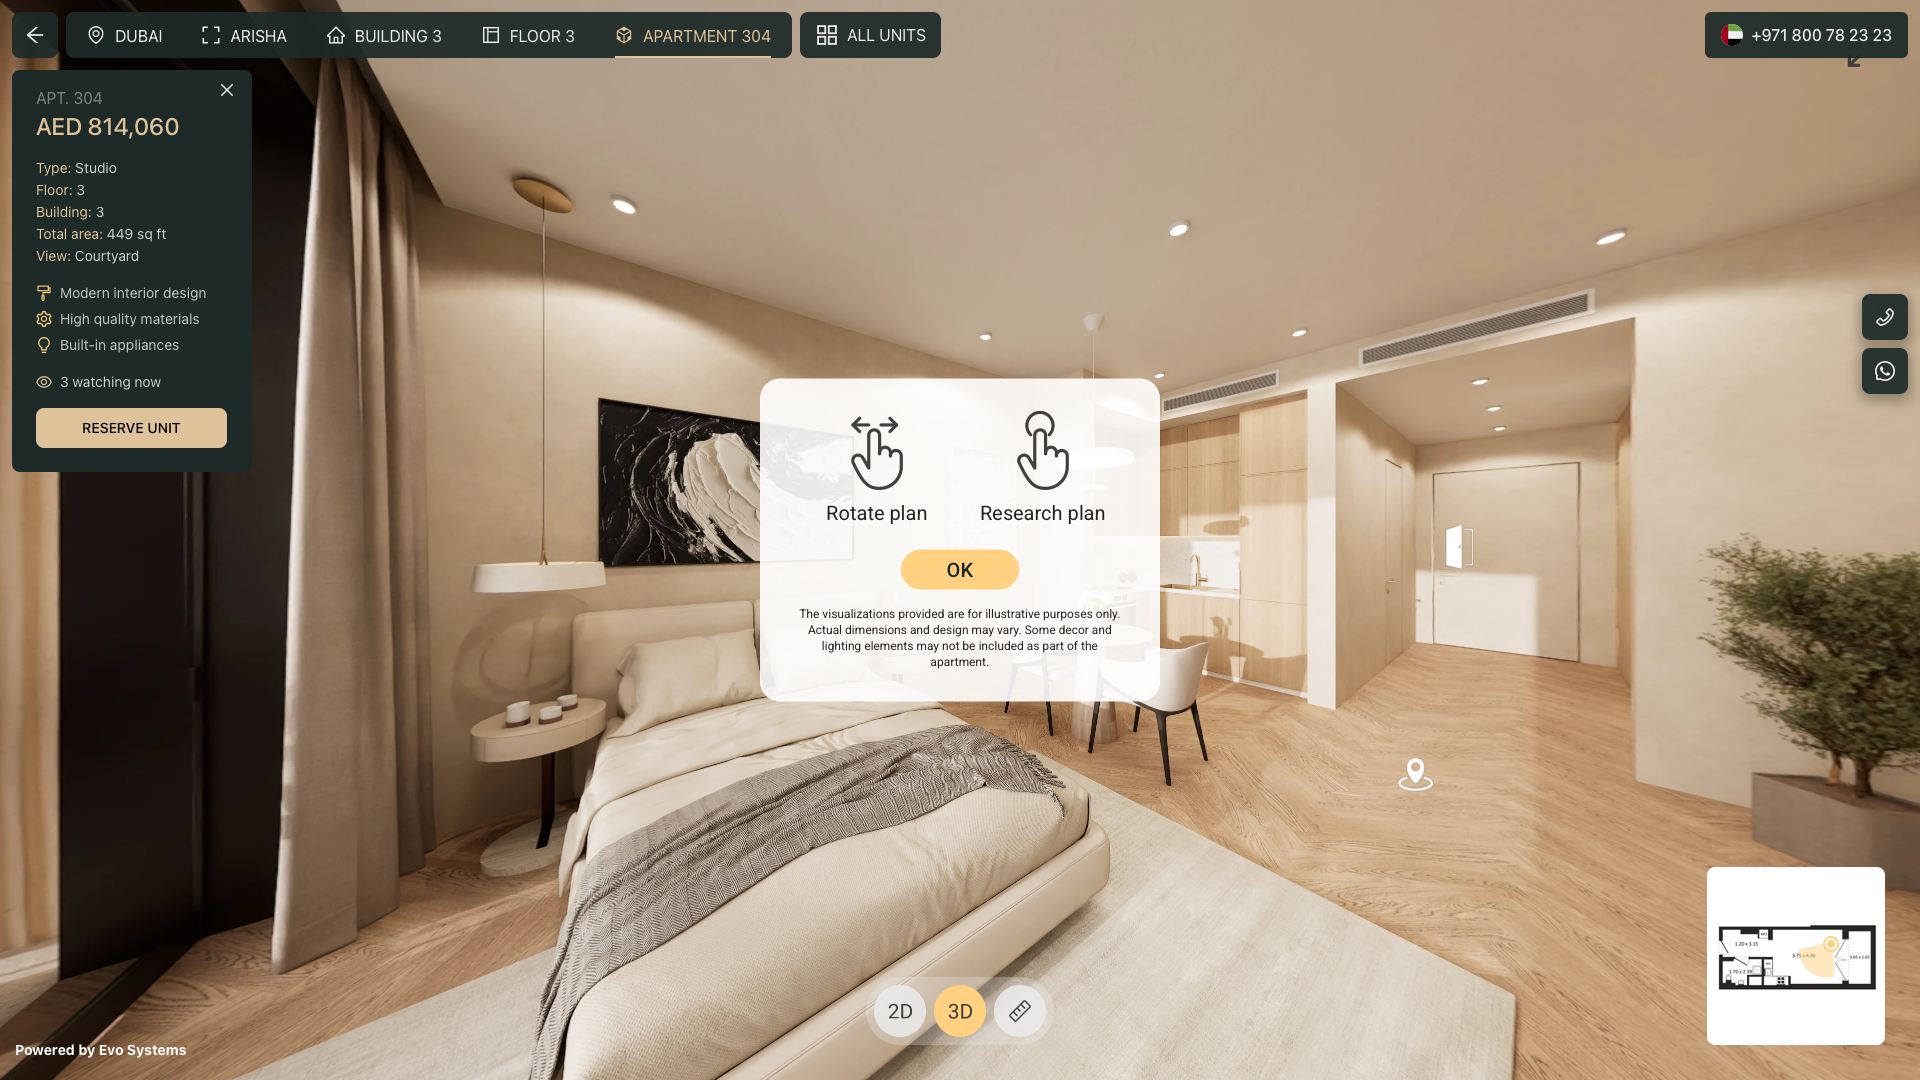 DUBAI
ARISHA
BUILDING 3
FLOOR 3
APARTMENT 304
ALL UNITS
+971 800 78 23 23
APT. 304
AED 814,060
Type: Studio
Floor: 3
Building: 3
Total area: 449 sq ft
View: Courtyard
Modern interior design
High quality materials
Built-in appliances
3 watching now
RESERVE UNIT
Rotate plan
Research plan
OK
The visualizations provided are for illustrative purposes only.
Actual dimensions and design may vary. Some decor and
lighting elements may not be included as part of the
apartment.
1.20 x 3.15
2D
3D
Powered by Evo Systems